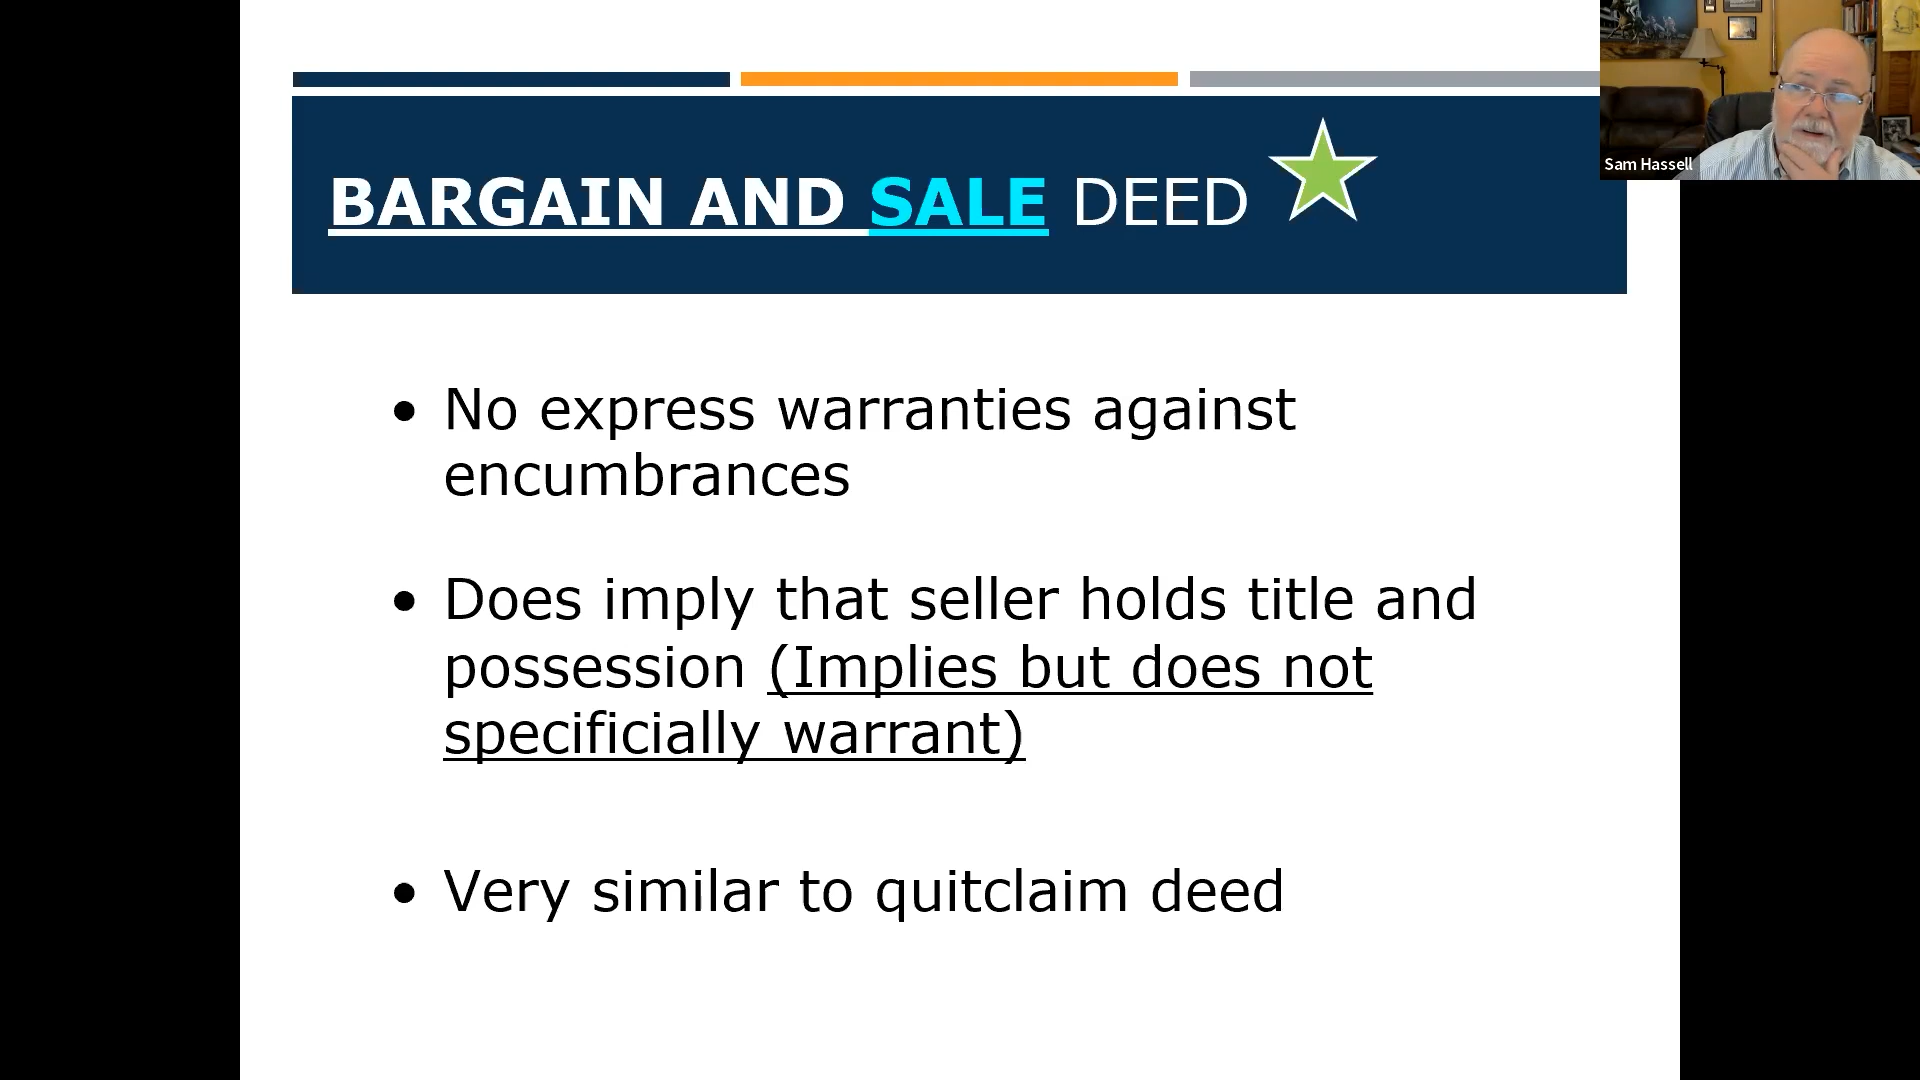 BARGAIN AND SALE DEED
Sam Hassell
• No express warranties against
encumbrances
• Does imply that seller holds title and
possession (Implies but does not
specificially warrant)
• Very similar to quitclaim deed